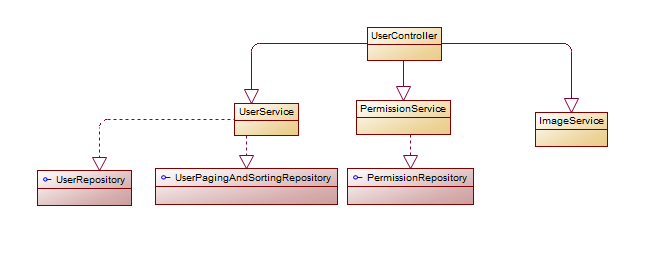 UserController
UserService
PermissionService
ImageService
UserRepository
UserPagingAndSortingRepository
PermissionRepository